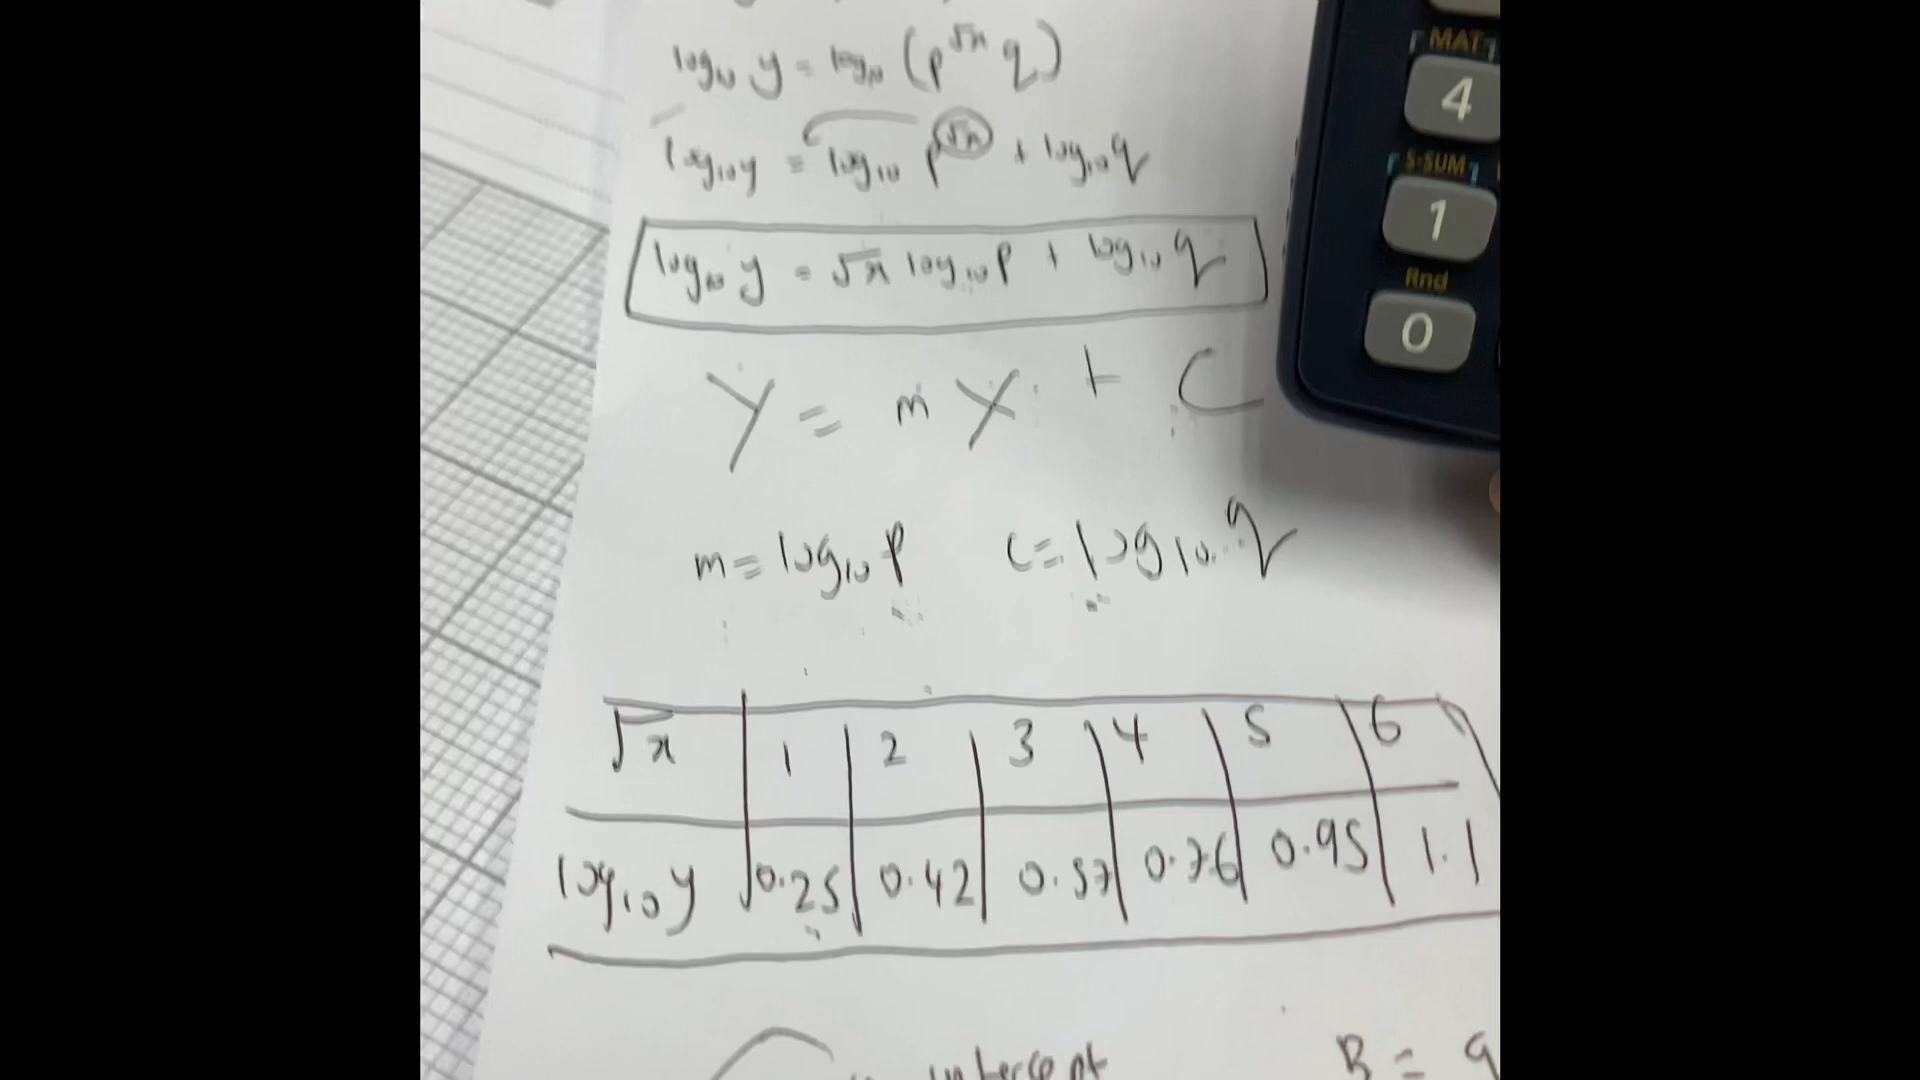 log₁₀ y = log₁₀ (p^√x q)
log₁₀ y = log₁₀ p^√x + log₁₀ q
log₁₀ y = √x log₁₀ p + log₁₀ q
Y = mX + C
m = log₁₀ p c = log₁₀ q
√x 1 2 3 4 5 6
log₁₀ y 0.25 0.42 0.57 0.76 0.95 1.1
intercept
MAT
4
S-SUM
1
Rnd
0